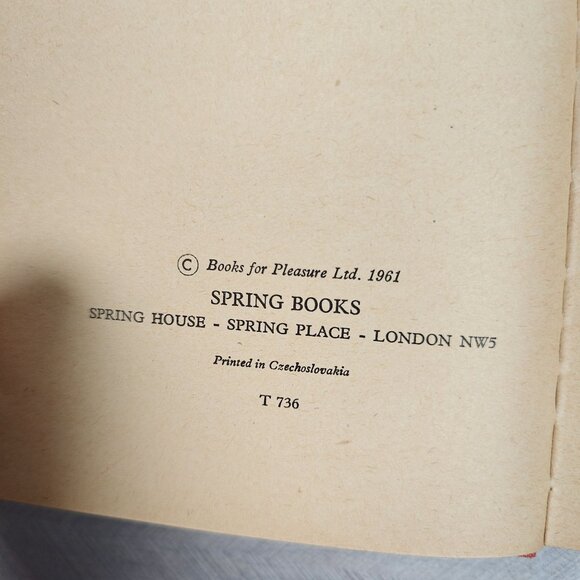 © Books for Pleasure Ltd. 1961
SPRING BOOKS
SPRING HOUSE - SPRING PLACE - LONDON NW5
Printed in Czechoslovakia
T 736